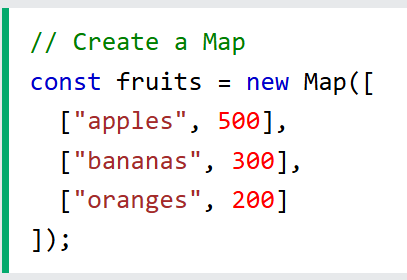 // Create a Map
const fruits = new Map([
  ["apples", 500],
  ["bananas", 300],
  ["oranges", 200]
]);